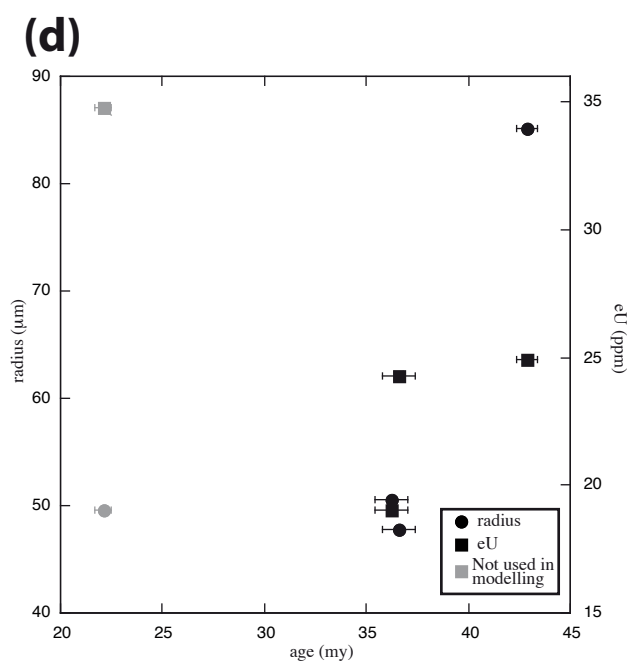 (d)
90
80
70
60
50
40
radius (μm)
35
30
25
20
15
eU (ppm)
radius
eU
Not used in
modelling
20 25 30 35 40 45
age (my)